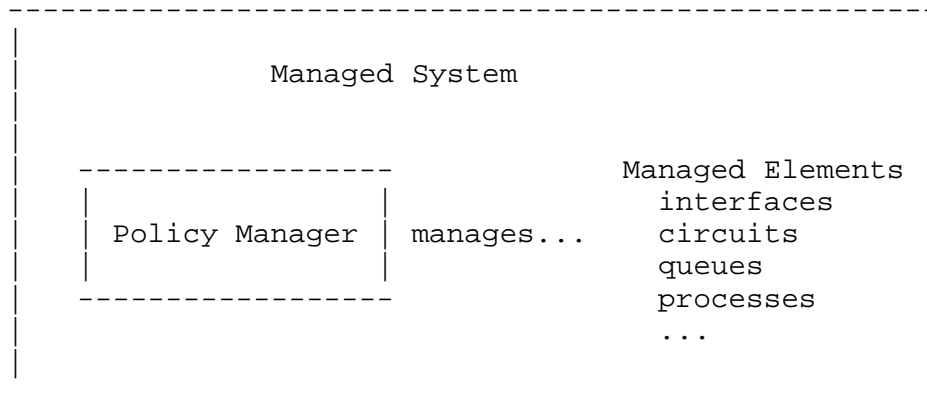 Managed System
Managed Elements
interfaces
Policy Manager manages... circuits
queues
processes
...